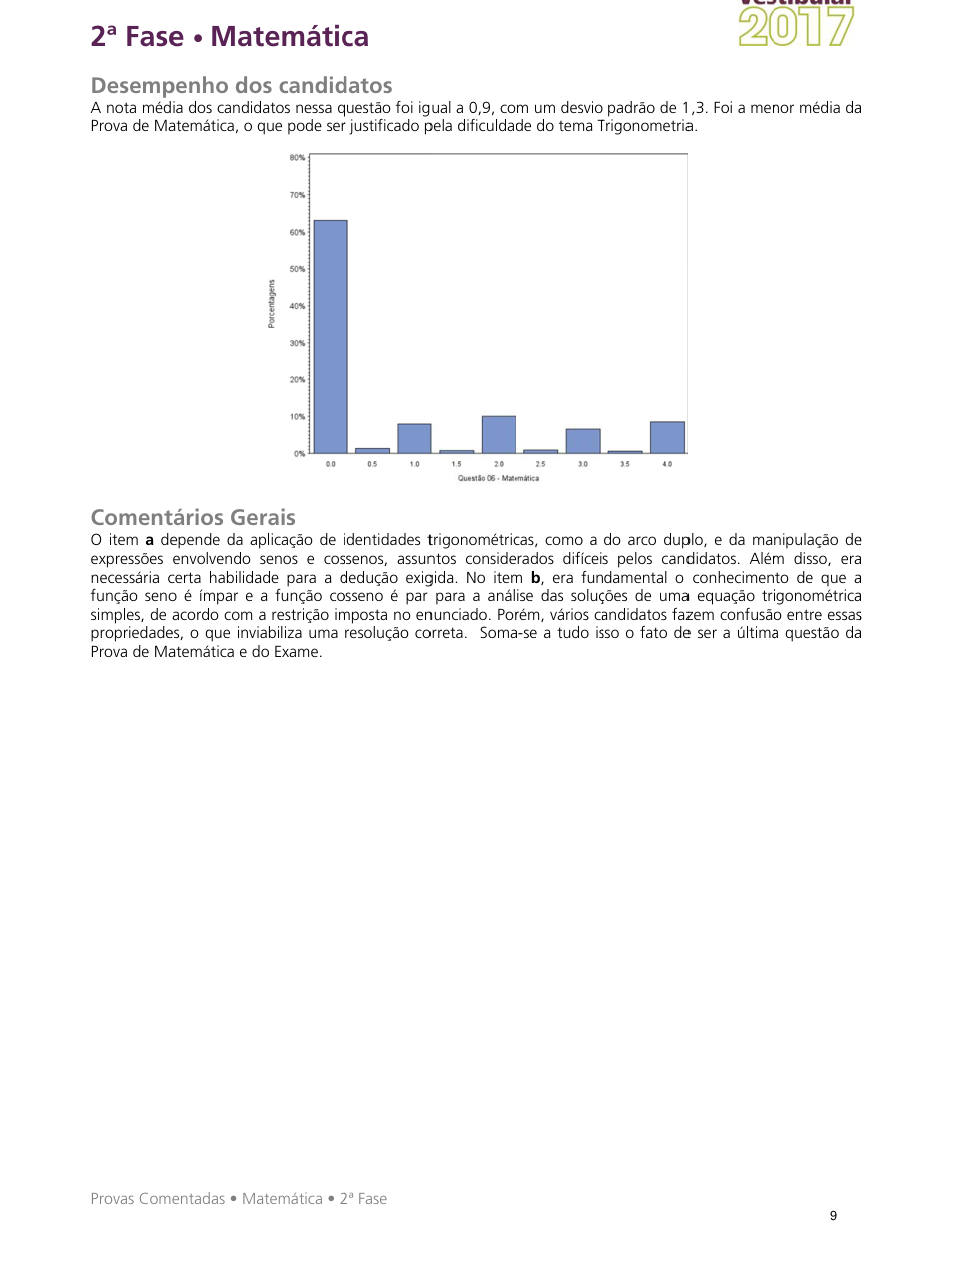 Vestibular
2ª Fase • Matemática
2017
Desempenho dos candidatos
A nota média dos candidatos nessa questão foi igual a 0,9, com um desvio padrão de 1,3. Foi a menor média da
Prova de Matemática, o que pode ser justificado pela dificuldade do tema Trigonometria.
80%
70%
60%
50%
40%
30%
20%
10%
0%
Porcentagens
0.0 0.5 1.0 1.5 2.0 2.5 3.0 3.5 4.0
Questão 06 - Matemática
Comentários Gerais
O item a depende da aplicação de identidades trigonométricas, como a do arco duplo, e da manipulação de
expressões envolvendo senos e cossenos, assuntos considerados difíceis pelos candidatos. Além disso, era
necessária certa habilidade para a dedução exigida. No item b, era fundamental o conhecimento de que a
função seno é ímpar e a função cosseno é par para a análise das soluções de uma equação trigonométrica
simples, de acordo com a restrição imposta no enunciado. Porém, vários candidatos fazem confusão entre essas
propriedades, o que inviabiliza uma resolução correta. Soma-se a tudo isso o fato de ser a última questão da
Prova de Matemática e do Exame.
Provas Comentadas • Matemática • 2ª Fase
9